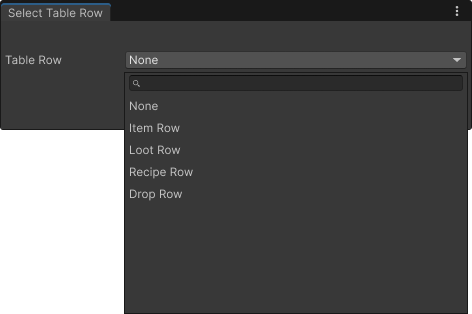 Select Table Row
Table Row
None
None
Item Row
Loot Row
Recipe Row
Drop Row